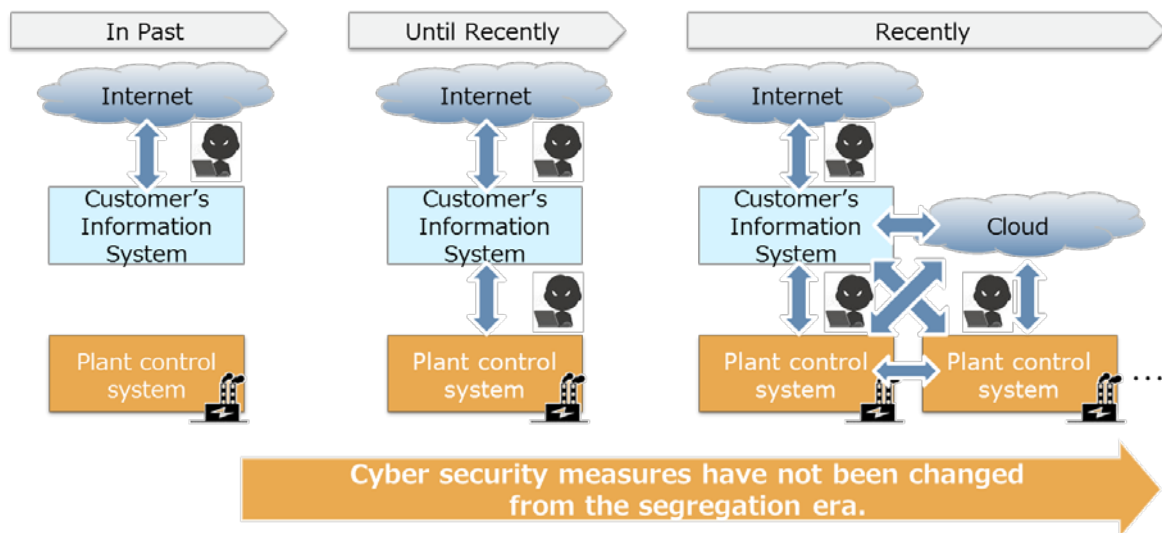 In Past
Until Recently
Recently
Internet
Internet
Internet
Customer’s
Information
System
Customer’s
Information
System
Customer’s
Information
System
Cloud
Plant control
system
Plant control
system
Plant control
system
Plant control
system
...
Cyber security measures have not been changed
from the segregation era.